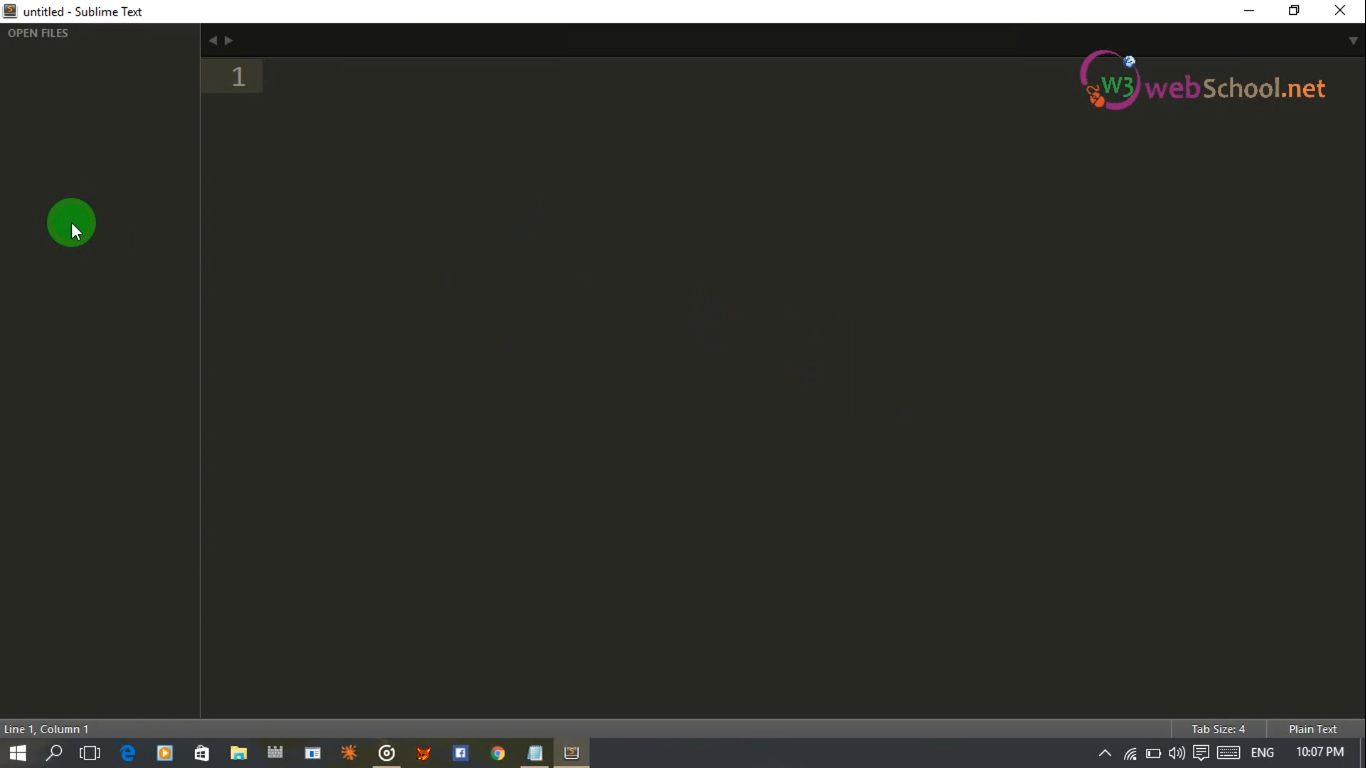 untitled - Sublime Text
OPEN FILES
1
W3 webSchool.net
Line 1, Column 1
Tab Size: 4
Plain Text
ENG
10:07 PM